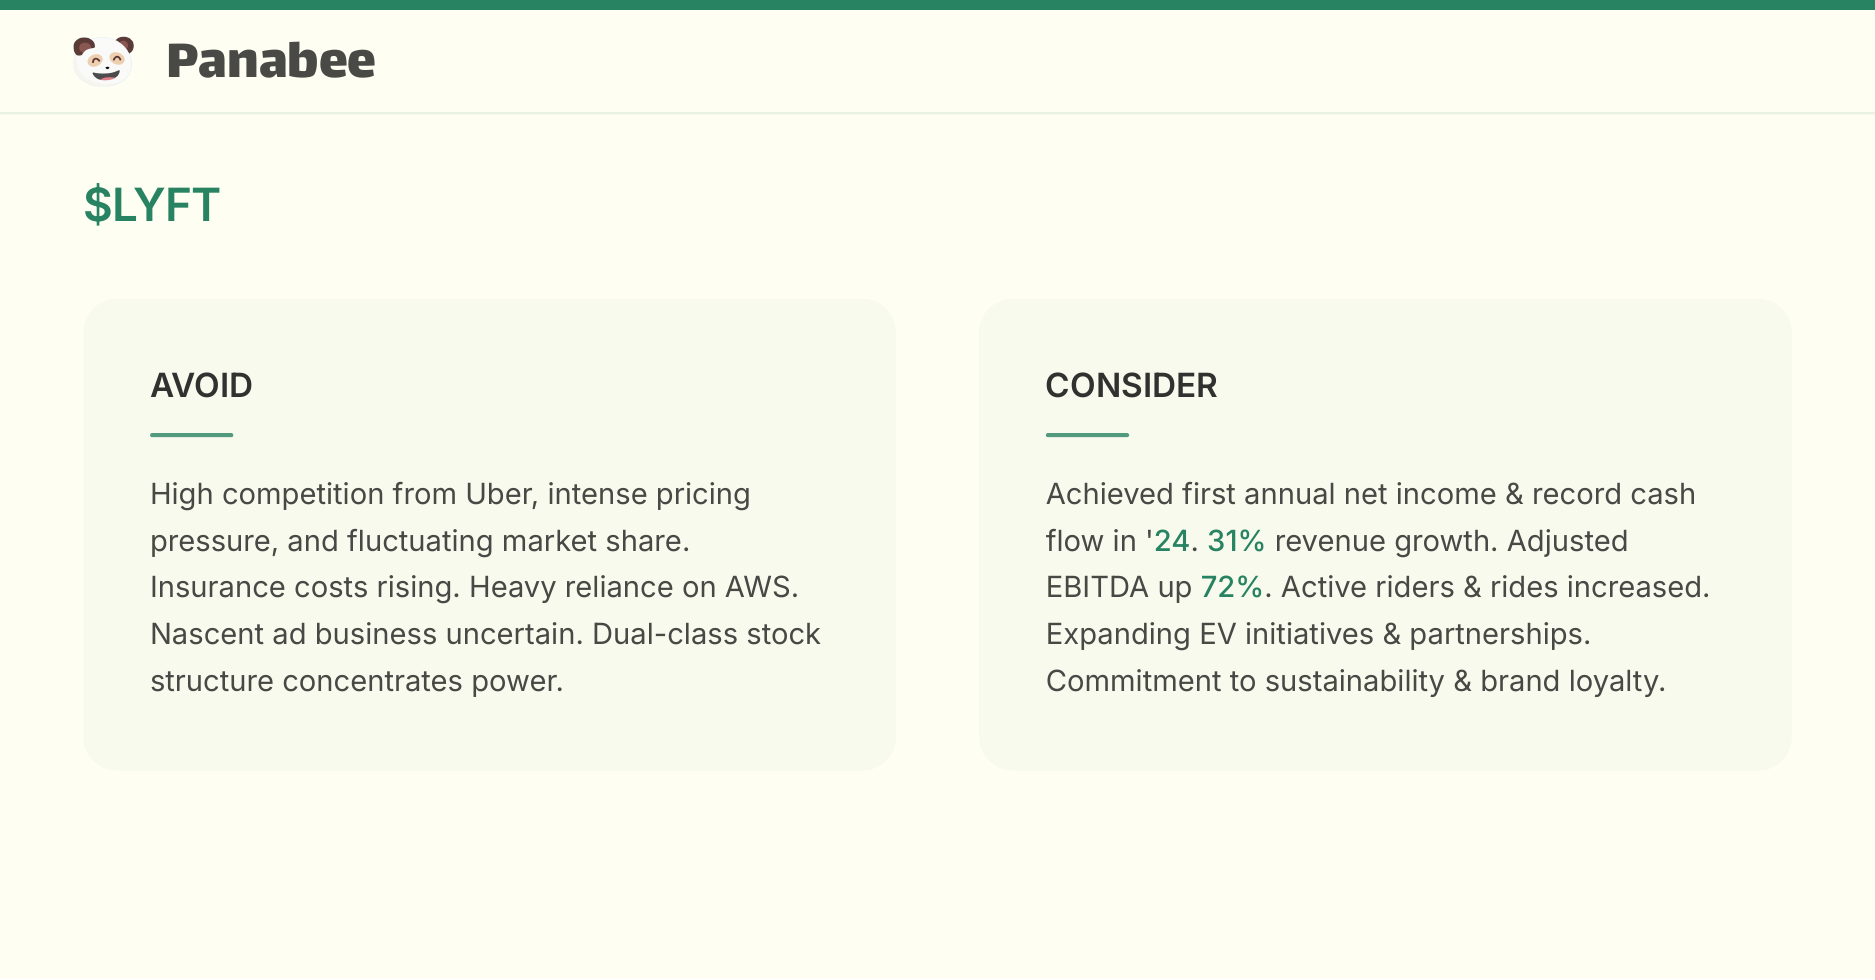 Panabee
$LYFT
AVOID
High competition from Uber, intense pricing
pressure, and fluctuating market share.
Insurance costs rising. Heavy reliance on AWS.
Nascent ad business uncertain. Dual-class stock
structure concentrates power.
CONSIDER
Achieved first annual net income & record cash
flow in '24. 31% revenue growth. Adjusted
EBITDA up 72%. Active riders & rides increased.
Expanding EV initiatives & partnerships.
Commitment to sustainability & brand loyalty.